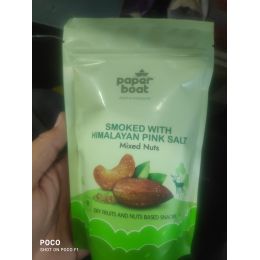 paper
boat
SMOKED WITH
HIMALAYAN PINK SALT
Mixed Nuts
DRY FRUITS AND NUTS BASED SNACKS
POCO
SHOT ON POCO F1